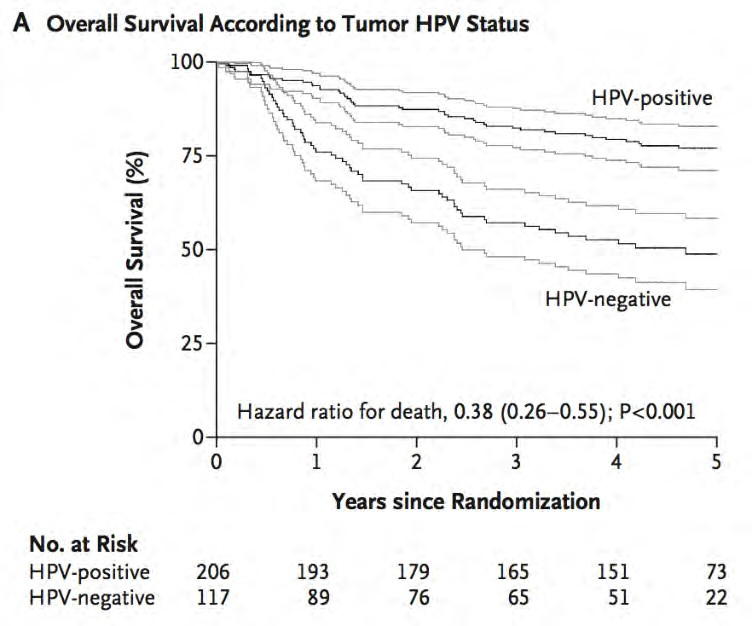 A Overall Survival According to Tumor HPV Status
100
75
50
25
0
Overall Survival (%)
HPV-positive
HPV-negative
Hazard ratio for death, 0.38 (0.26–0.55); P<0.001
0 1 2 3 4 5
Years since Randomization
No. at Risk
HPV-positive 206 193 179 165 151 73
HPV-negative 117 89 76 65 51 22